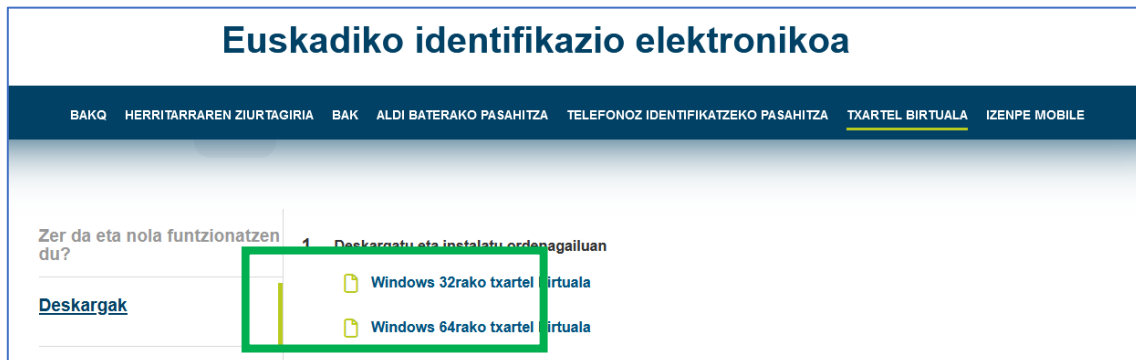 Euskadiko identifikazio elektronikoa
BAKQ HERRITARRAREN ZIURTAGIRIA BAK ALDI BATERAKO PASAHITZA TELEFONOZ IDENTIFIKATZEKO PASAHITZA TXARTEL BIRTUALA IZENPE MOBILE
Zer da eta nola funtzionatzen
du?
Deskargak
1 Deskargatu eta instalatu ordenagailuan
Windows 32rako txartel birtuala
Windows 64rako txartel birtuala